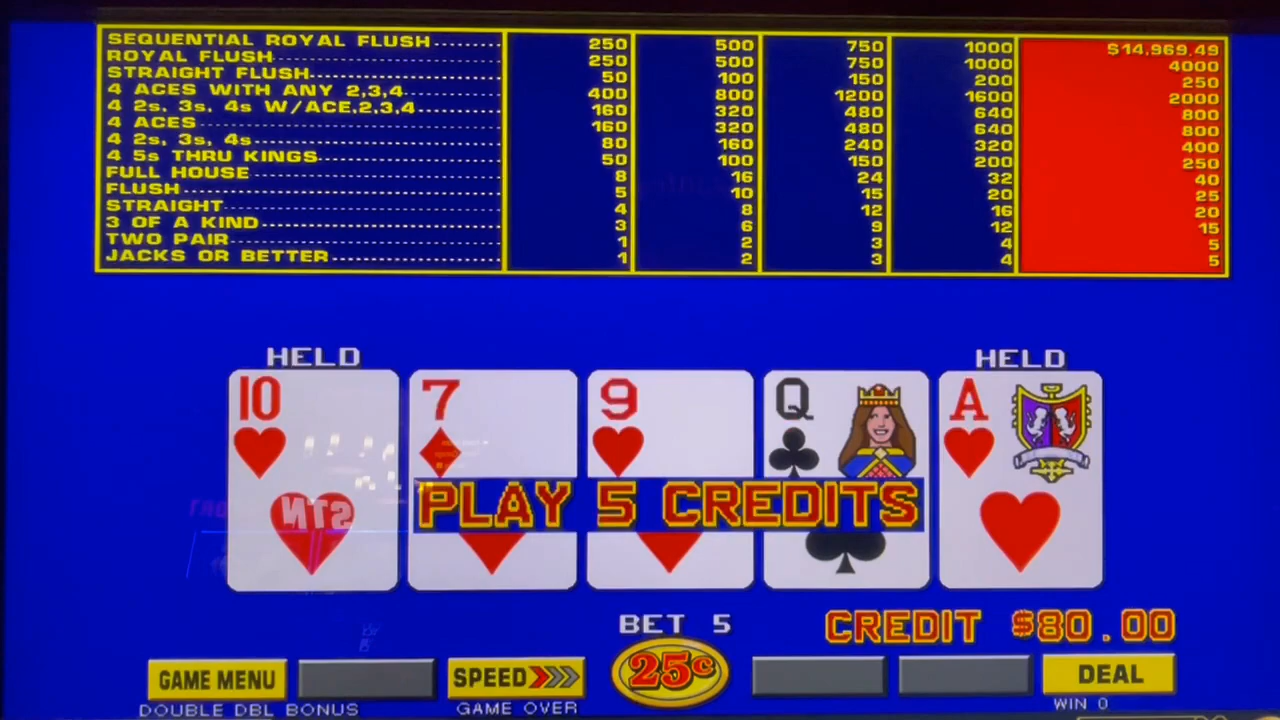 SEQUENTIAL ROYAL FLUSH 250 500 750 1000 $14,969.49
ROYAL FLUSH 250 500 750 1000 4000
STRAIGHT FLUSH 50 100 150 200 250
4 ACES WITH ANY 2,3,4 400 800 1200 1600 2000
4 2s, 3s, 4s W/ACE,2,3,4 160 320 480 640 800
4 ACES 160 320 480 640 800
4 2s, 3s, 4s 80 160 240 320 400
4 5s THRU KINGS 50 100 150 200 250
FULL HOUSE 8 16 24 32 40
FLUSH 5 10 15 20 25
STRAIGHT 4 8 12 16 20
3 OF A KIND 3 6 9 12 15
TWO PAIR 1 2 3 4 5
JACKS OR BETTER 1 2 3 4 5
HELD HELD
10 7 9 Q A
PLAY 5 CREDITS
BET 5 CREDIT $80.00
GAME MENU SPEED 25¢ DEAL
DOUBLE DBL BONUS GAME OVER WIN 0